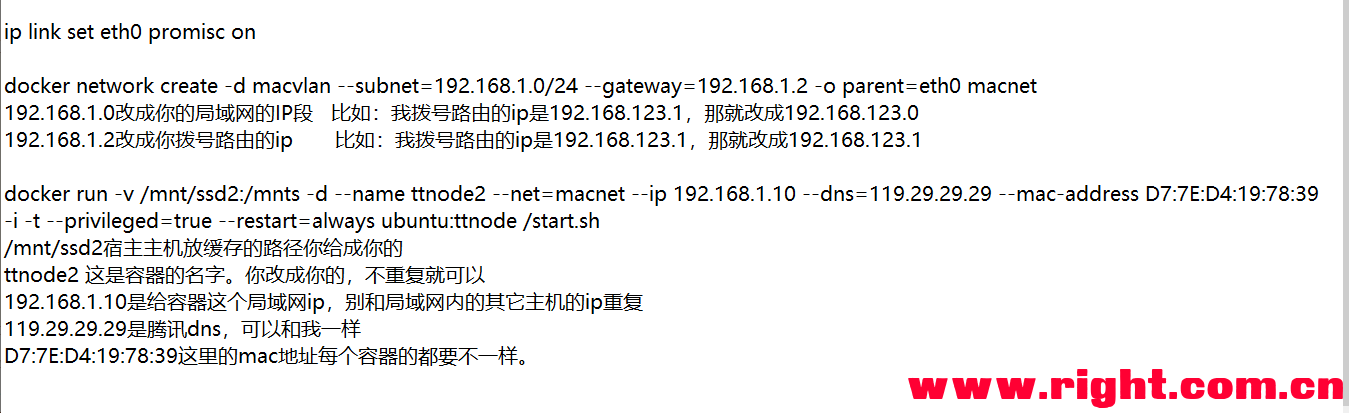 ip link set eth0 promisc on
docker network create -d macvlan --subnet=192.168.1.0/24 --gateway=192.168.1.2 -o parent=eth0 macnet
192.168.1.0改成你的局域网的IP段 比如：我拨号路由的ip是192.168.123.1，那就改成192.168.123.0
192.168.1.2改成你拨号路由的ip 比如：我拨号路由的ip是192.168.123.1，那就改成192.168.123.1
docker run -v /mnt/ssd2:/mnts -d --name ttnode2 --net=macnet --ip 192.168.1.10 --dns=119.29.29.29 --mac-address D7:7E:D4:19:78:39
-i -t --privileged=true --restart=always ubuntu:ttnode /start.sh
/mnt/ssd2宿主主机放缓存的路径你给成你的
ttnode2 这是容器的名字。你改成你的，不重复就可以
192.168.1.10是给容器这个局域网ip，别和局域网内的其它主机的ip重复
119.29.29.29是腾讯dns，可以和我一样
D7:7E:D4:19:78:39这里的mac地址每个容器的都要不一样。
www.right.com.cn